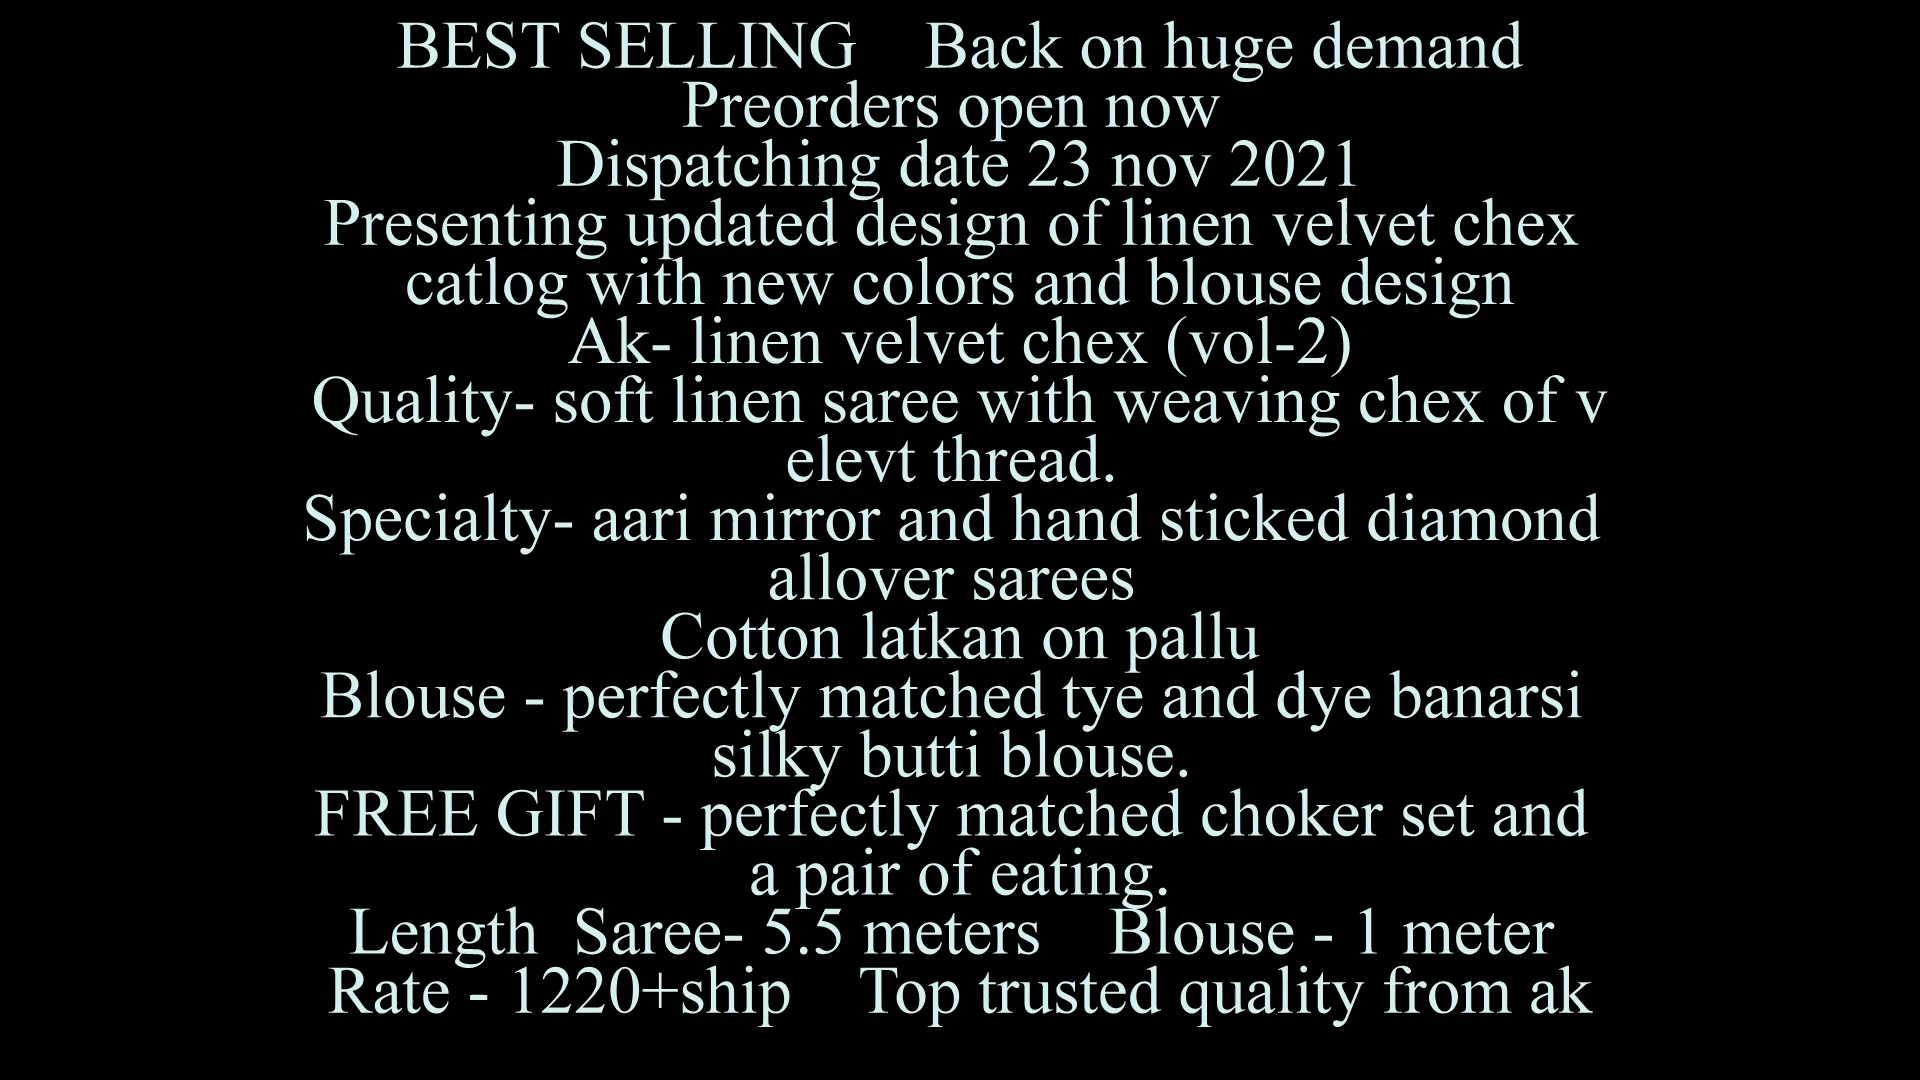 BEST SELLING    Back on huge demand
Preorders open now
Dispatching date 23 nov 2021
Presenting updated design of linen velvet chex
catlog with new colors and blouse design
Ak- linen velvet chex (vol-2)
Quality- soft linen saree with weaving chex of v
elevt thread.
Specialty- aari mirror and hand sticked diamond
allover sarees
Cotton latkan on pallu
Blouse - perfectly matched tye and dye banarsi
silky butti blouse.
FREE GIFT - perfectly matched choker set and
a pair of eating.
Length  Saree- 5.5 meters    Blouse - 1 meter
Rate - 1220+ship    Top trusted quality from ak